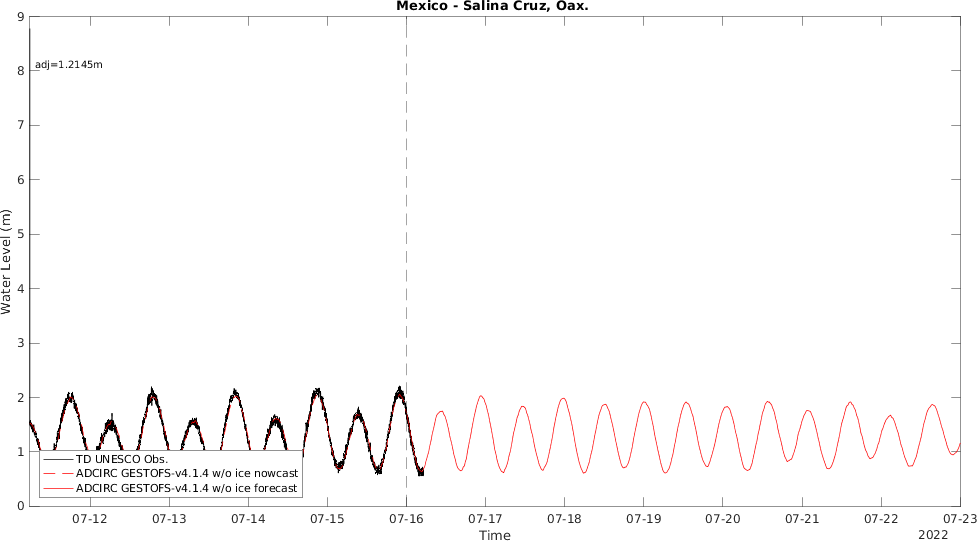 Mexico - Salina Cruz, Oax.
9
adj=1.2145m
8
7
6
5
4
3
2
1
0
Water Level (m)
TD UNESCO Obs.
ADCIRC GESTOFS-v4.1.4 w/o ice nowcast
ADCIRC GESTOFS-v4.1.4 w/o ice forecast
07-12 07-13 07-14 07-15 07-16 07-17 07-18 07-19 07-20 07-21 07-22 07-23
Time
2022